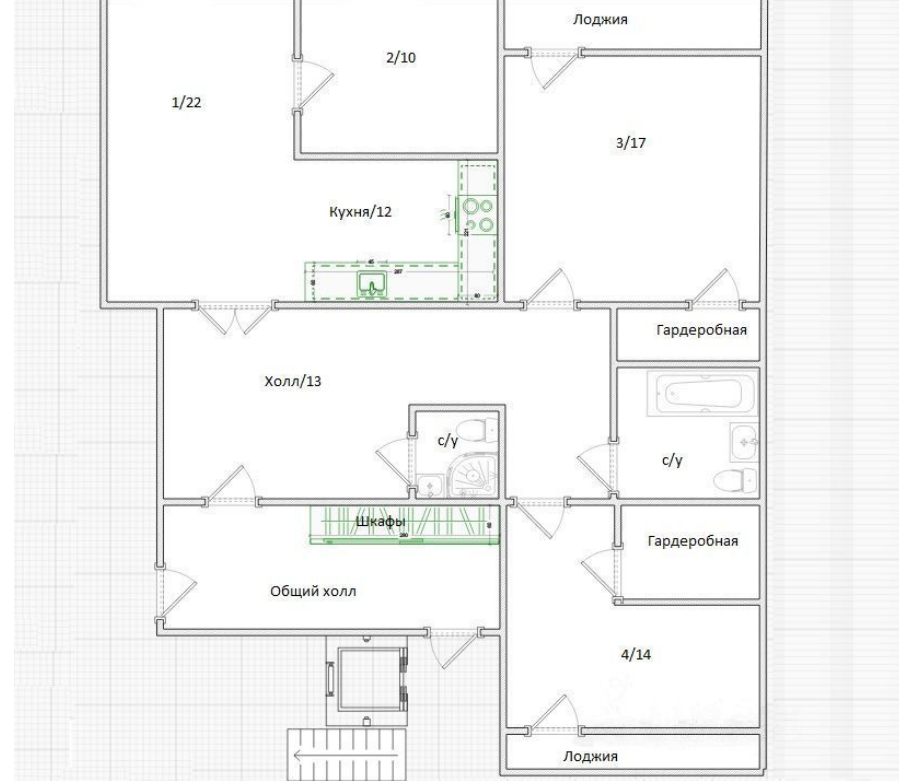 Лоджия
2/10
1/22
3/17
Кухня/12
Гардеробная
Холл/13
с/у
с/у
Шкафы
280
Гардеробная
Общий холл
4/14
Лоджия